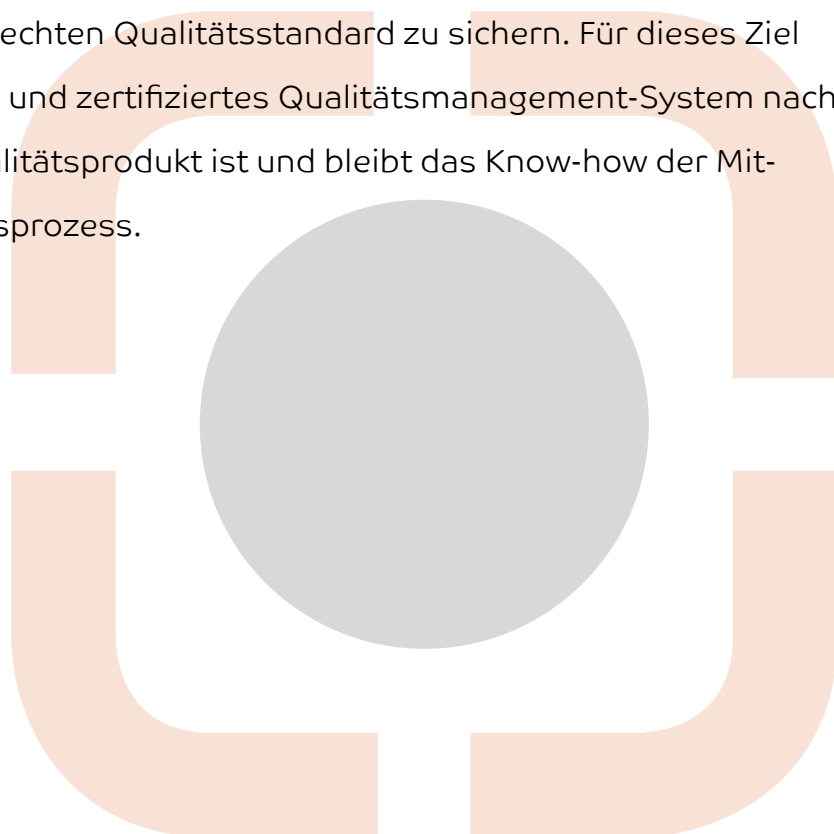 echten Qualitätsstandard zu sichern. Für dieses Ziel
und zertifiziertes Qualitätsmanagement-System nach
litätsprodukt ist und bleibt das Know-how der Mit-
sprozess.